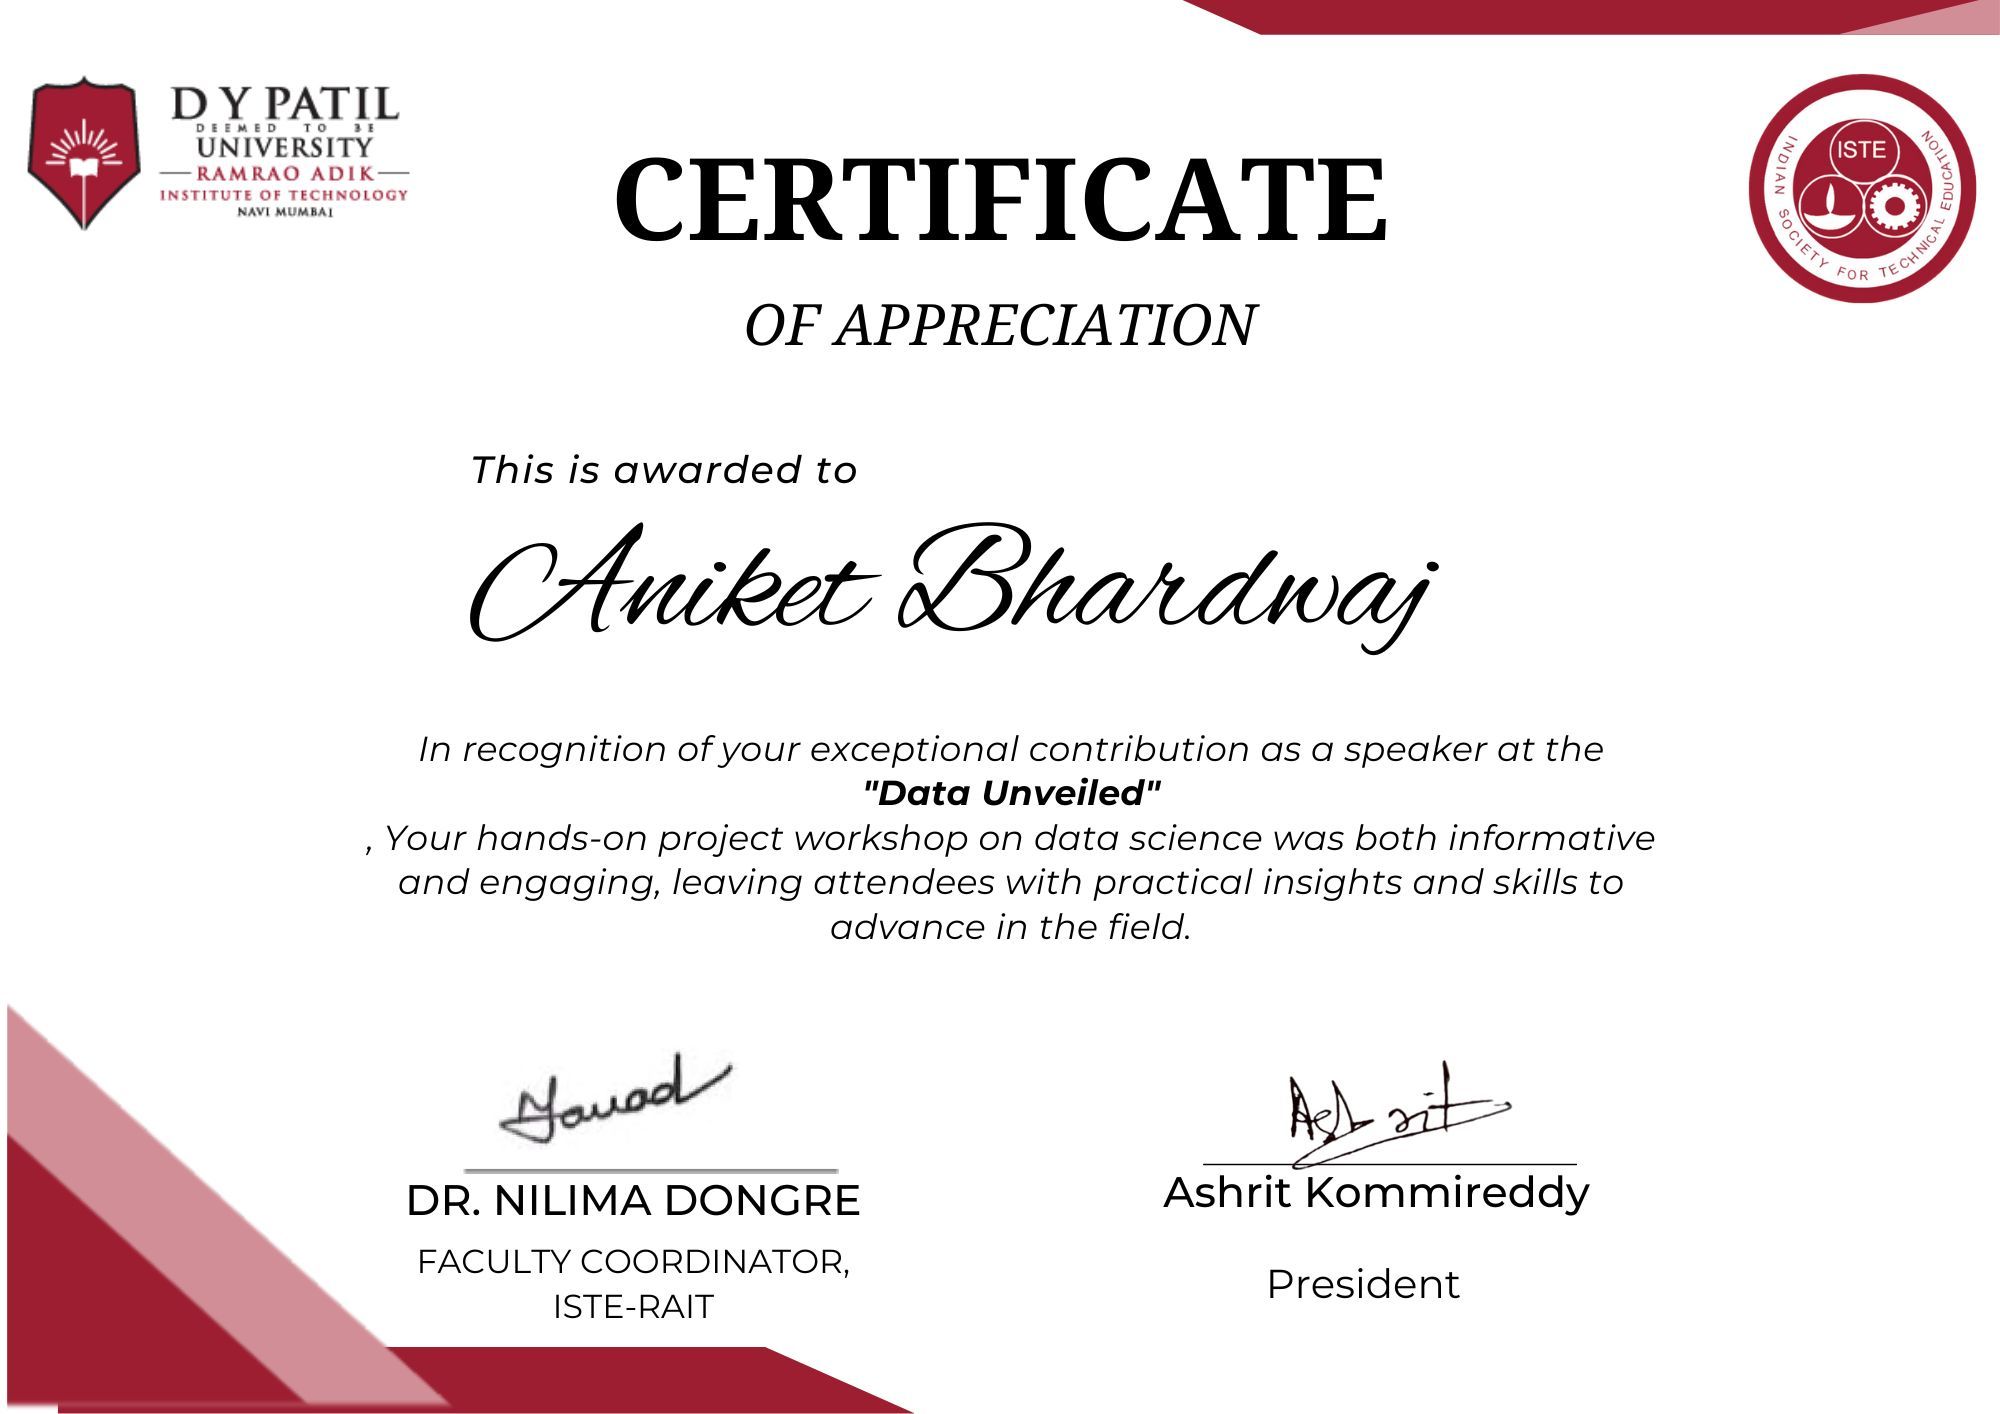 D Y PATIL
DEEMED TO BE
UNIVERSITY
RAMRAO ADIK
INSTITUTE OF TECHNOLOGY
NAVI MUMBAI
ISTE
INDIAN SOCIETY FOR TECHNICAL EDUCATION
CERTIFICATE
OF APPRECIATION
This is awarded to
Aniket Bhardwaj
In recognition of your exceptional contribution as a speaker at the
"Data Unveiled"
, Your hands-on project workshop on data science was both informative
and engaging, leaving attendees with practical insights and skills to
advance in the field.
Ashrit
DR. NILIMA DONGRE
FACULTY COORDINATOR,
ISTE-RAIT
Ashrit Kommireddy
President